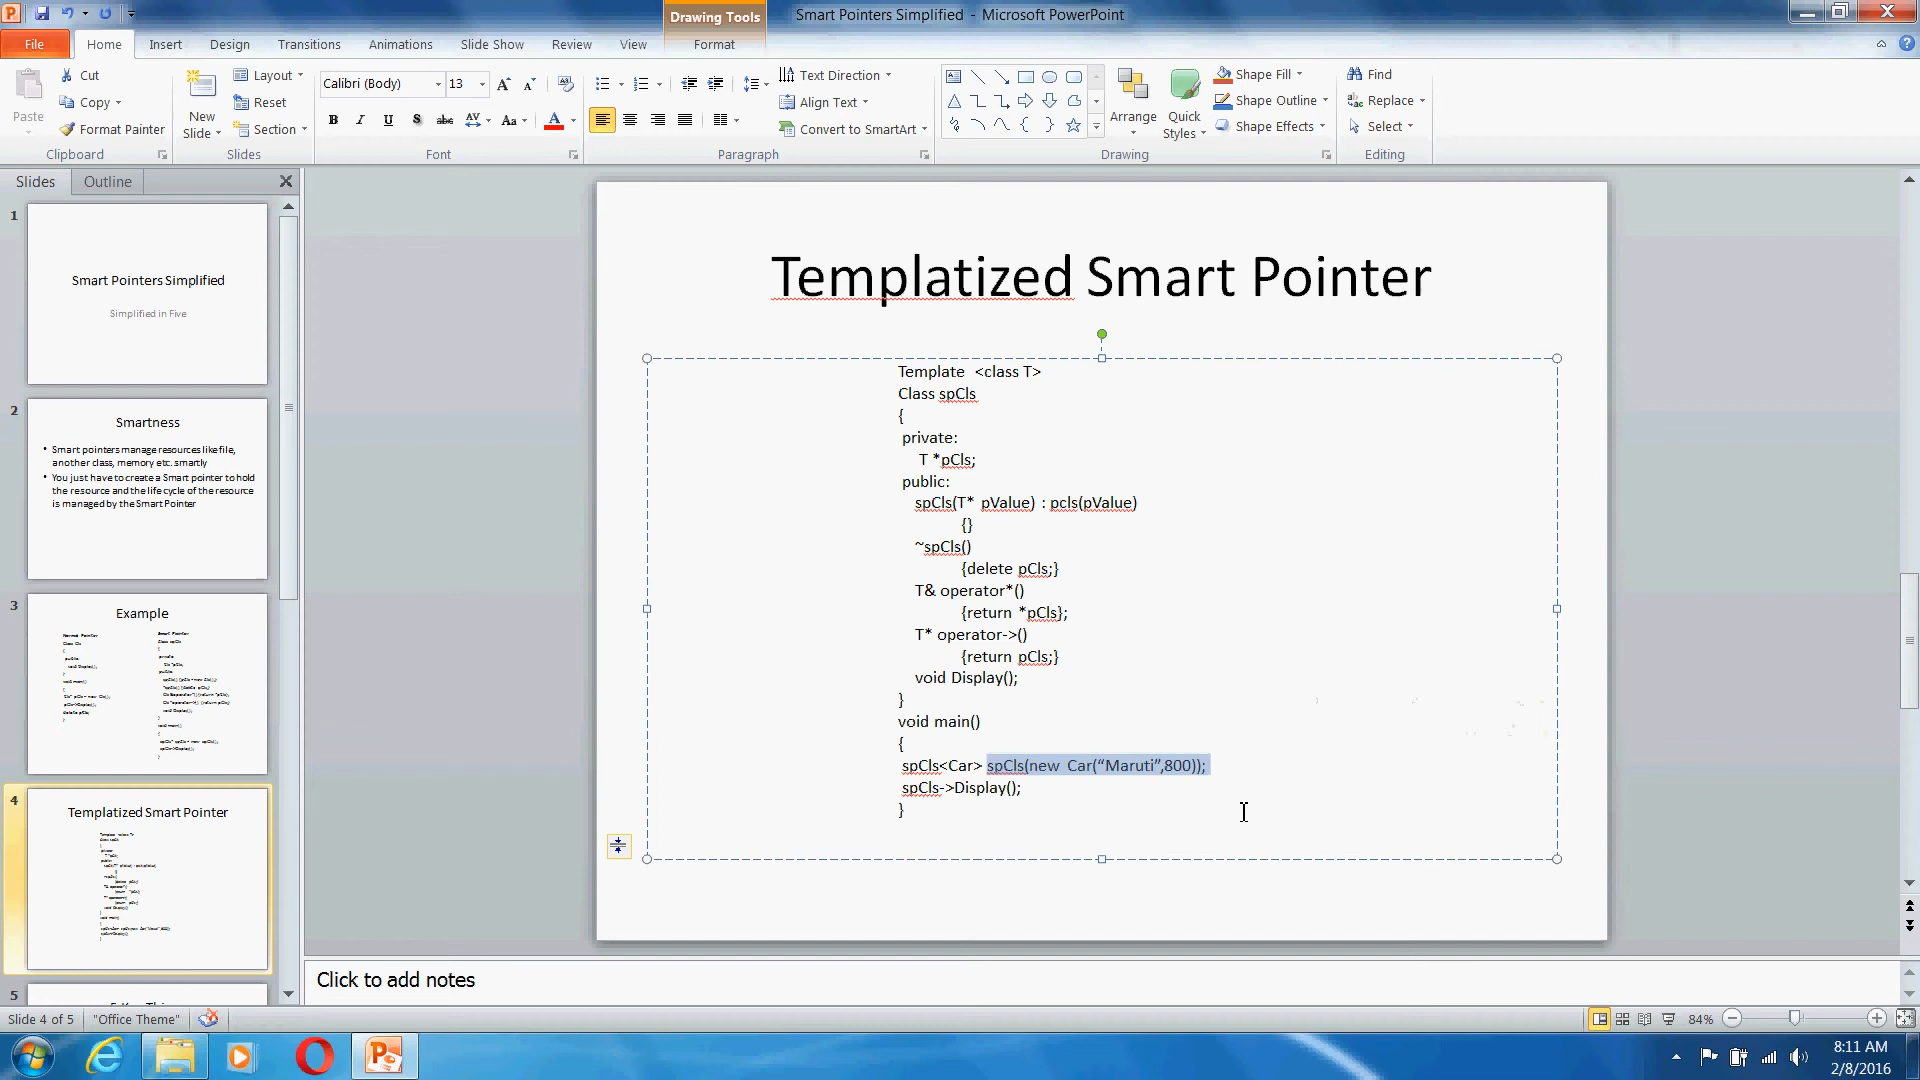 Smart Pointers Simplified - Microsoft PowerPoint
Drawing Tools
File Home Insert Design Transitions Animations Slide Show Review View Format
Paste
Cut
Copy
Format Painter
Clipboard
New Slide
Layout
Reset
Section
Slides
Calibri (Body) 13
B I U S abc AV Aa A
Font
Text Direction
Align Text
Convert to SmartArt
Paragraph
Arrange
Quick Styles
Shape Fill
Shape Outline
Shape Effects
Drawing
Find
Replace
Select
Editing
Slides Outline
1
Smart Pointers Simplified
Simplified in Five
2
Smartness
• Smart pointers manage resources like file,
another class, memory etc. smartly
• You just have to create a Smart pointer to hold
the resource and the life cycle of the resource
is managed by the Smart Pointer
3
Example
4
Templatized Smart Pointer
5
Templatized Smart Pointer
Template <class T>
Class spCls
{
private:
T *pCls;
public:
spCls(T* pValue) : pcls(pValue)
{}
~spCls()
{delete pCls;}
T& operator*()
{return *pCls};
T* operator->()
{return pCls;}
void Display();
}
void main()
{
spCls<Car> spCls(new Car(“Maruti”,800));
spCls->Display();
}
Click to add notes
Slide 4 of 5 "Office Theme" 84%
8:11 AM
2/8/2016